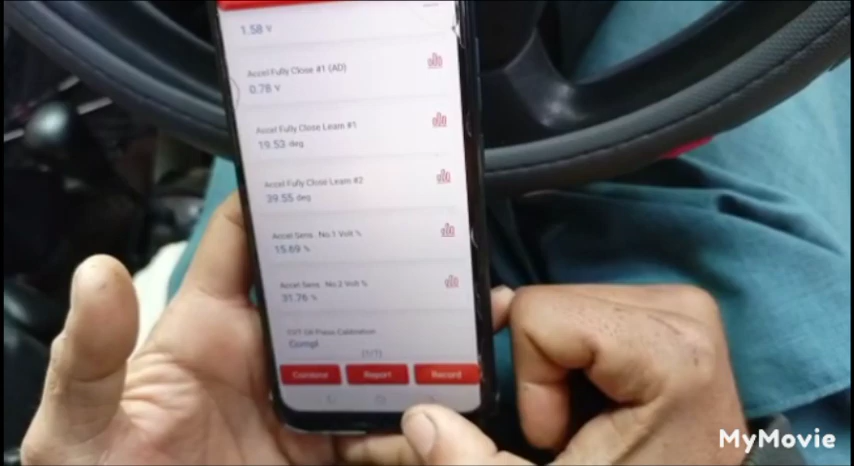 1.58 V
Accel Fully Close #1 (AD)
0.78 V
Accel Fully Close Learn #1
19.53 deg
Accel Fully Close Learn #2
39.55 deg
Accel Sens . No.1 Volt %
15.69 %
Accel Sens . No.2 Volt %
31.76 %
CVT Oil Press Calibration
Compl
(1/1)
Combine Report Record
MyMovie